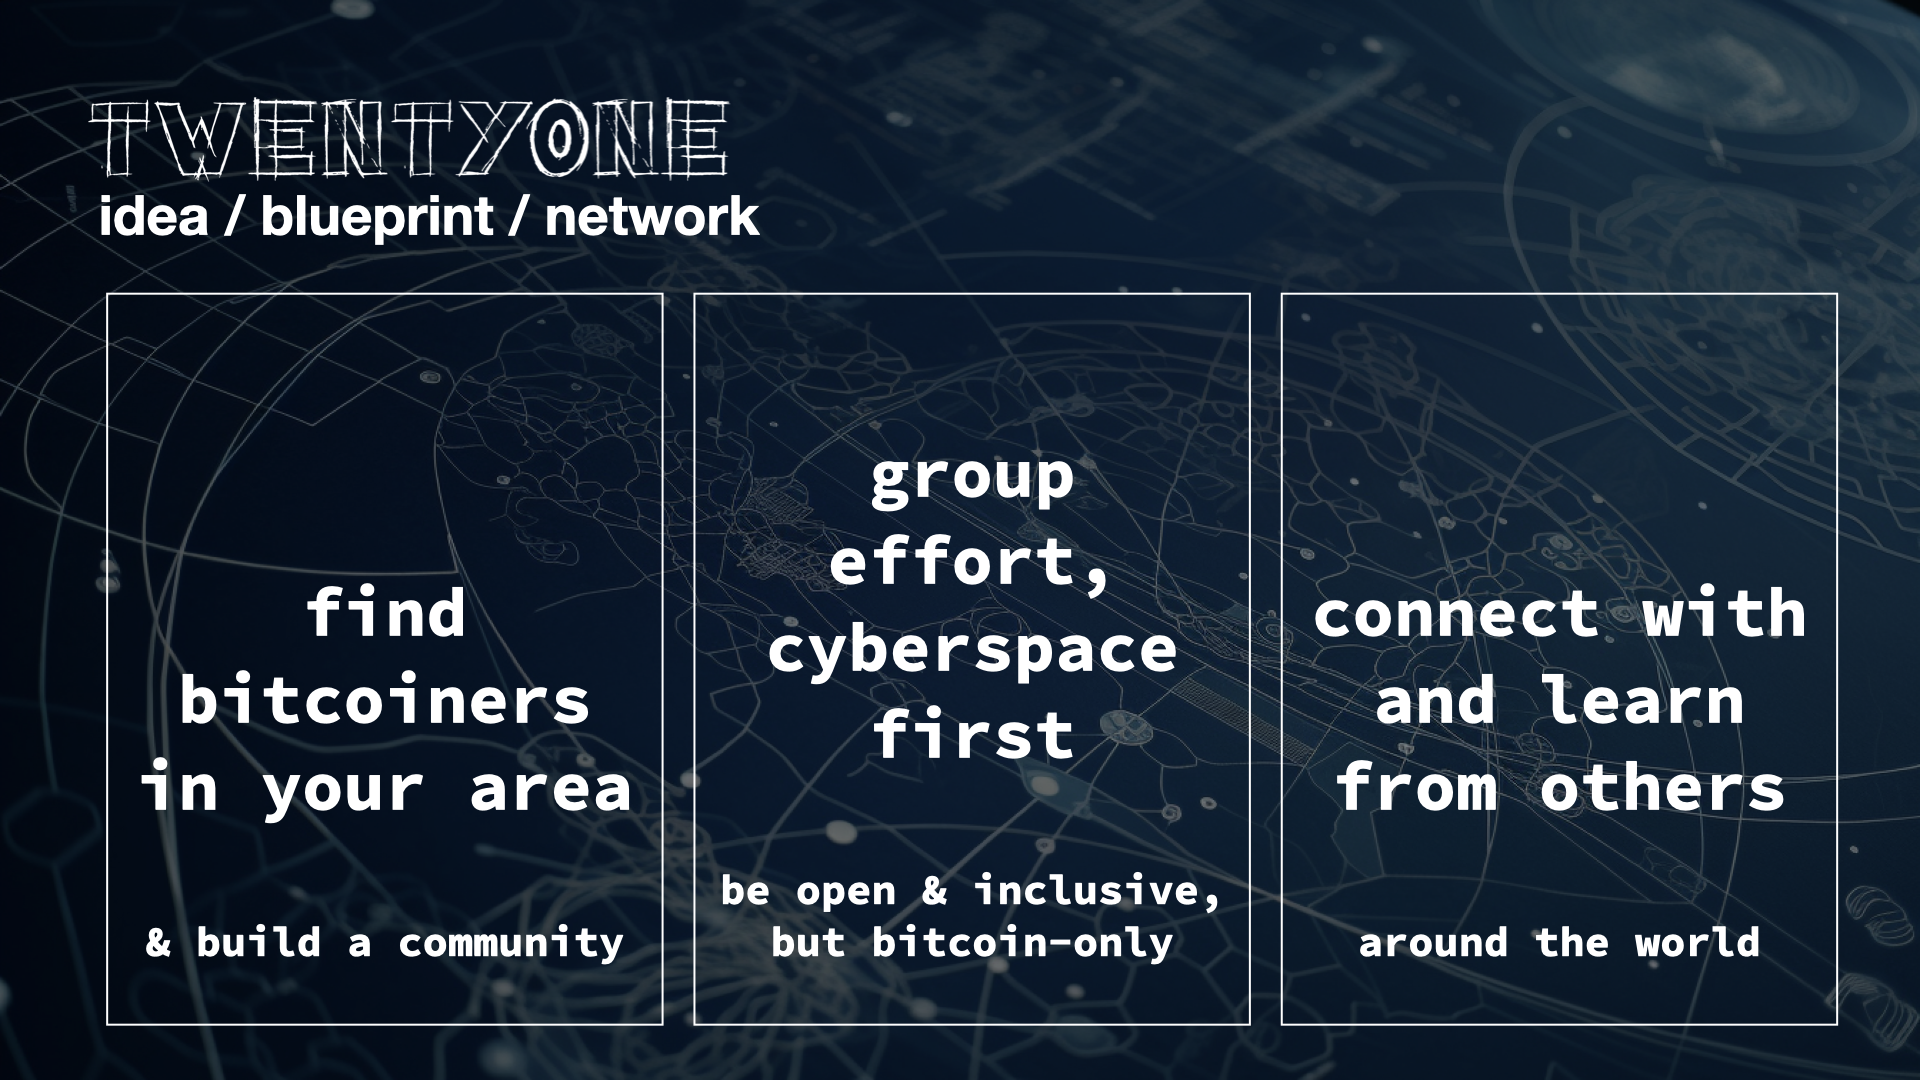 TWENTYONE
idea / blueprint / network
find
bitcoiners
in your area
& build a community
group
effort,
cyberspace
first
be open & inclusive,
but bitcoin-only
connect with
and learn
from others
around the world